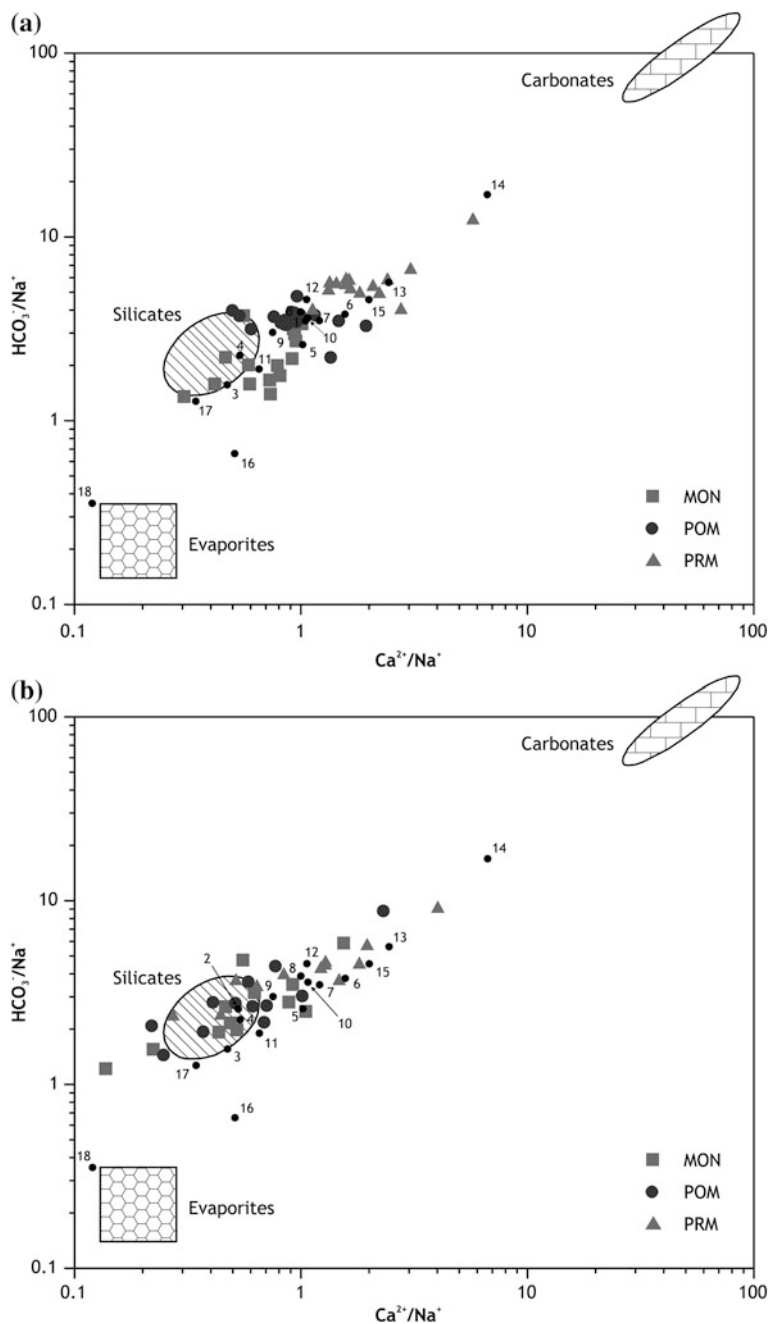 (a)
100
Carbonates
14
10
HCO₃⁻/Na⁺
12
Silicates
13
6
15
7
10
4
9
5
11
3
1
17
16
18
Evaporites
MON
POM
PRM
0.1
0.1
1
10
100
Ca²⁺/Na⁺
(b)
100
Carbonates
14
10
HCO₃⁻/Na⁺
13
12
2
8
Silicates
15
9
6
7
4
5
10
11
3
1
17
16
18
Evaporites
MON
POM
PRM
0.1
0.1
1
10
100
Ca²⁺/Na⁺